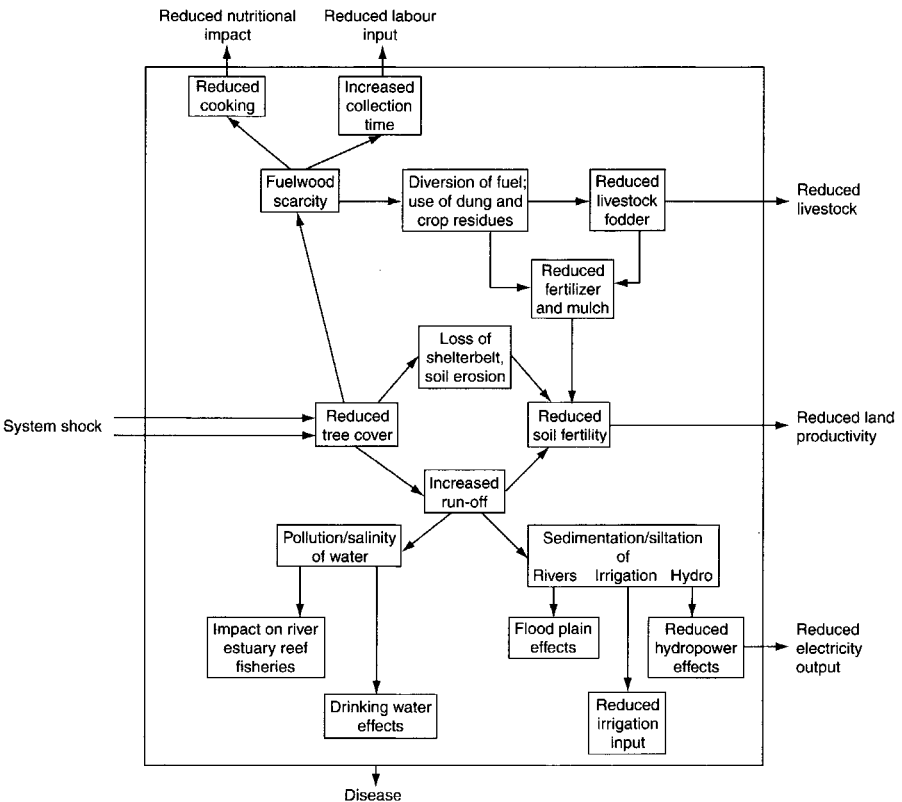 Reduced nutritional
impact
Reduced labour
input
Reduced
cooking
Increased
collection
time
Fuelwood
scarcity
Diversion of fuel;
use of dung and
crop residues
Reduced
livestock
fodder
Reduced
livestock
Reduced
fertilizer
and mulch
Loss of
shelterbelt,
soil erosion
System shock
Reduced
tree cover
Reduced
soil fertility
Reduced land
productivity
Increased
run-off
Pollution/salinity
of water
Sedimentation/siltation
of
Rivers Irrigation Hydro
Impact on river
estuary reef
fisheries
Flood plain
effects
Reduced
hydropower
effects
Reduced
electricity
output
Drinking water
effects
Reduced
irrigation
input
Disease